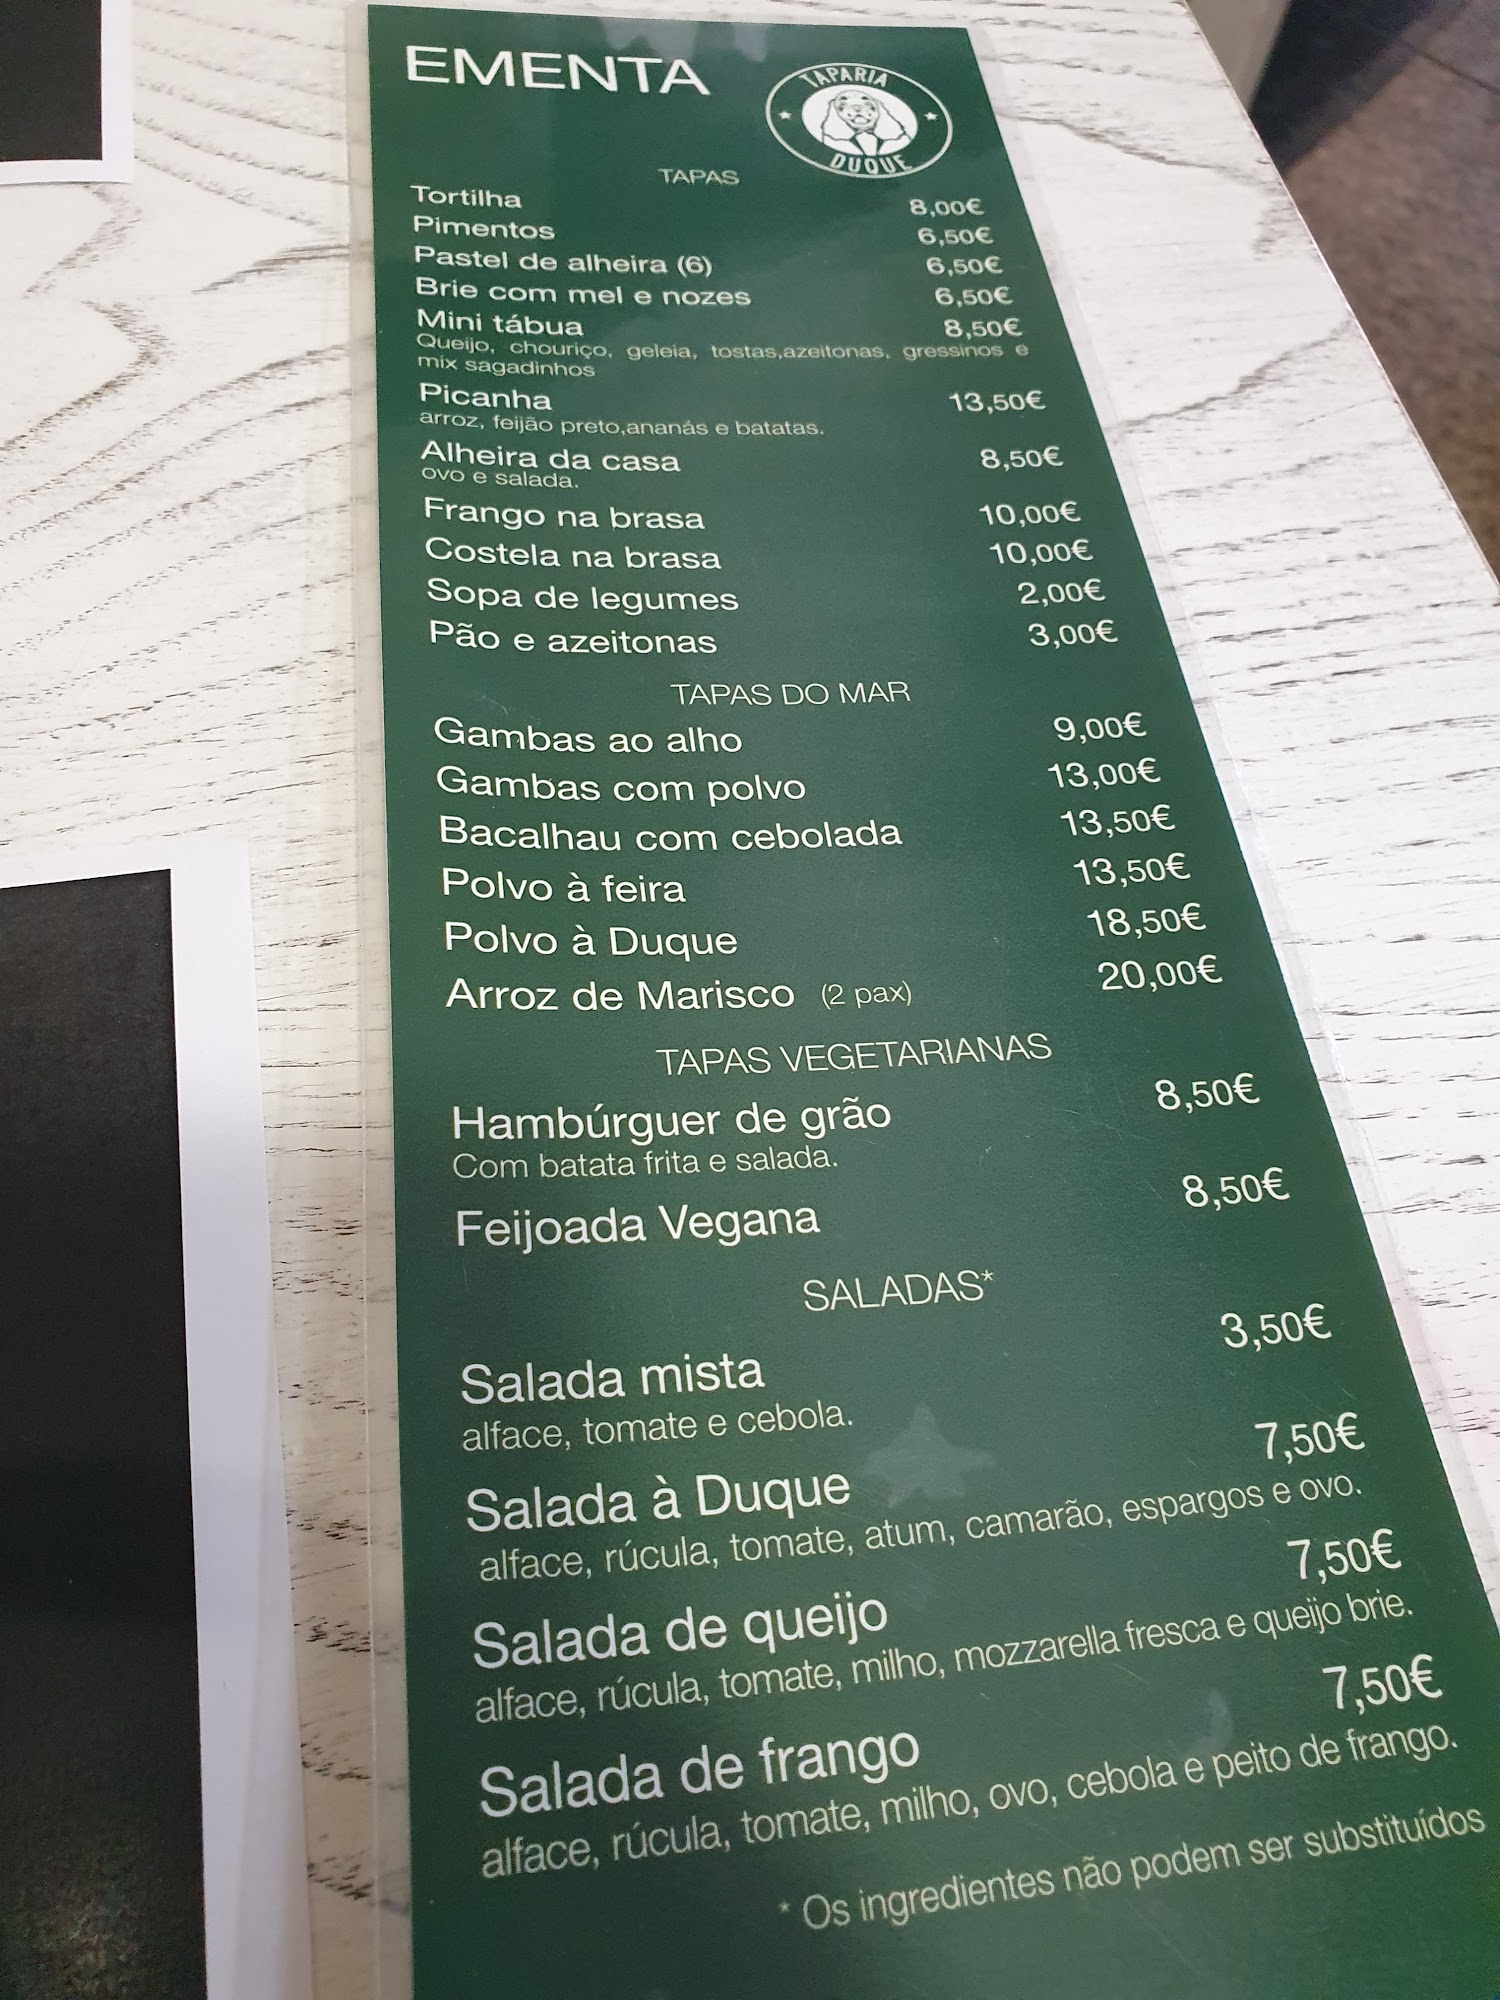 EMENTA
TAPARIA
DUQUE
TAPAS
Tortilha 8,00€
Pimentos 6,50€
Pastel de alheira (6) 6,50€
Brie com mel e nozes 6,50€
Mini tábua 8,50€
Queijo, chouriço, geleia, tostas,azeitonas, gressinos e
mix sagadinhos
Picanha 13,50€
arroz, feijão preto,ananás e batatas.
Alheira da casa 8,50€
ovo e salada.
Frango na brasa 10,00€
Costela na brasa 10,00€
Sopa de legumes 2,00€
Pão e azeitonas 3,00€
TAPAS DO MAR
Gambas ao alho 9,00€
Gambas com polvo 13,00€
Bacalhau com cebolada 13,50€
Polvo à feira 13,50€
Polvo à Duque 18,50€
Arroz de Marisco (2 pax) 20,00€
TAPAS VEGETARIANAS
Hambúrguer de grão 8,50€
Com batata frita e salada.
Feijoada Vegana 8,50€
SALADAS*
Salada mista 3,50€
alface, tomate e cebola.
Salada à Duque 7,50€
alface, rúcula, tomate, atum, camarão, espargos e ovo.
Salada de queijo 7,50€
alface, rúcula, tomate, milho, mozzarella fresca e queijo brie.
Salada de frango 7,50€
alface, rúcula, tomate, milho, ovo, cebola e peito de frango.
* Os ingredientes não podem ser substituídos